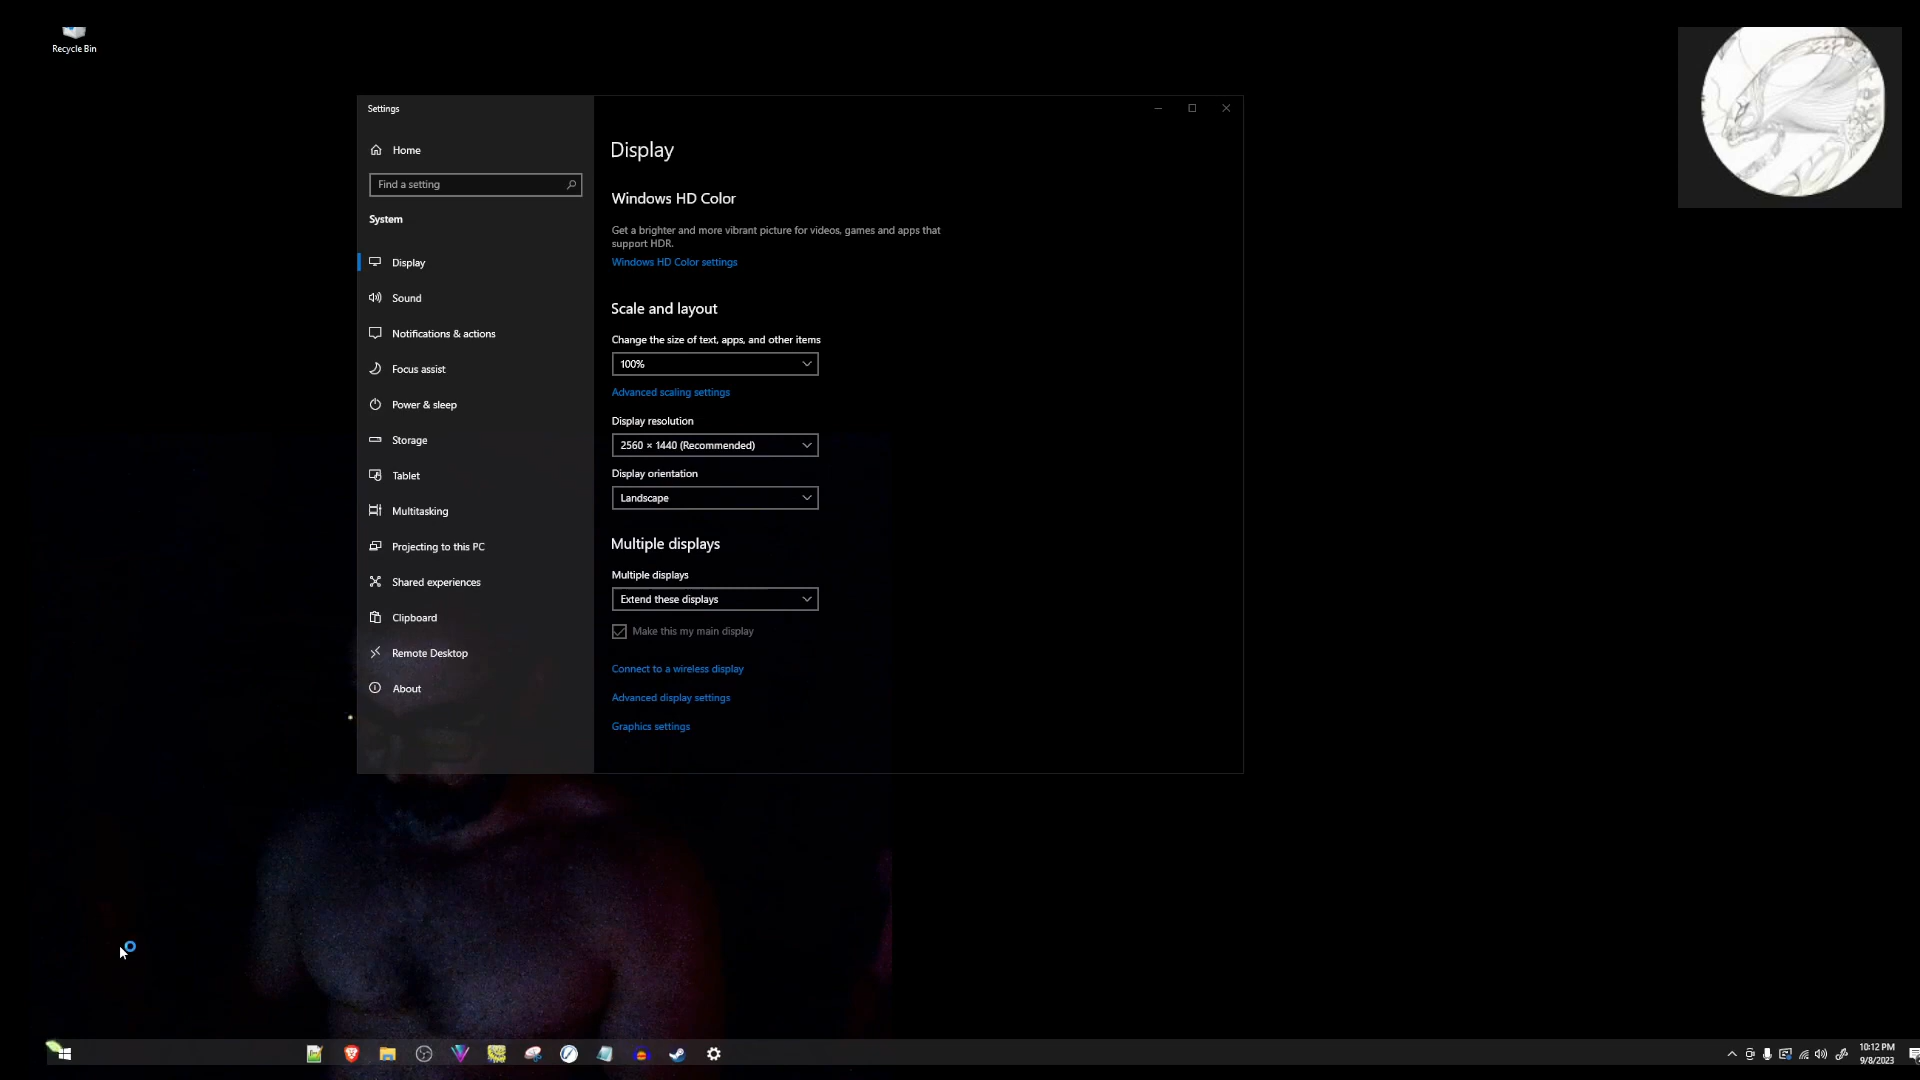 Recycle Bin
Settings
Home
Find a setting
System
Display
Sound
Notifications & actions
Focus assist
Power & sleep
Storage
Tablet
Multitasking
Projecting to this PC
Shared experiences
Clipboard
Remote Desktop
About
Display
Windows HD Color
Get a brighter and more vibrant picture for videos, games and apps that
support HDR.
Windows HD Color settings
Scale and layout
Change the size of text, apps, and other items
100%
Advanced scaling settings
Display resolution
2560 × 1440 (Recommended)
Display orientation
Landscape
Multiple displays
Multiple displays
Extend these displays
Make this my main display
Connect to a wireless display
Advanced display settings
Graphics settings
10:12 PM
9/8/2023